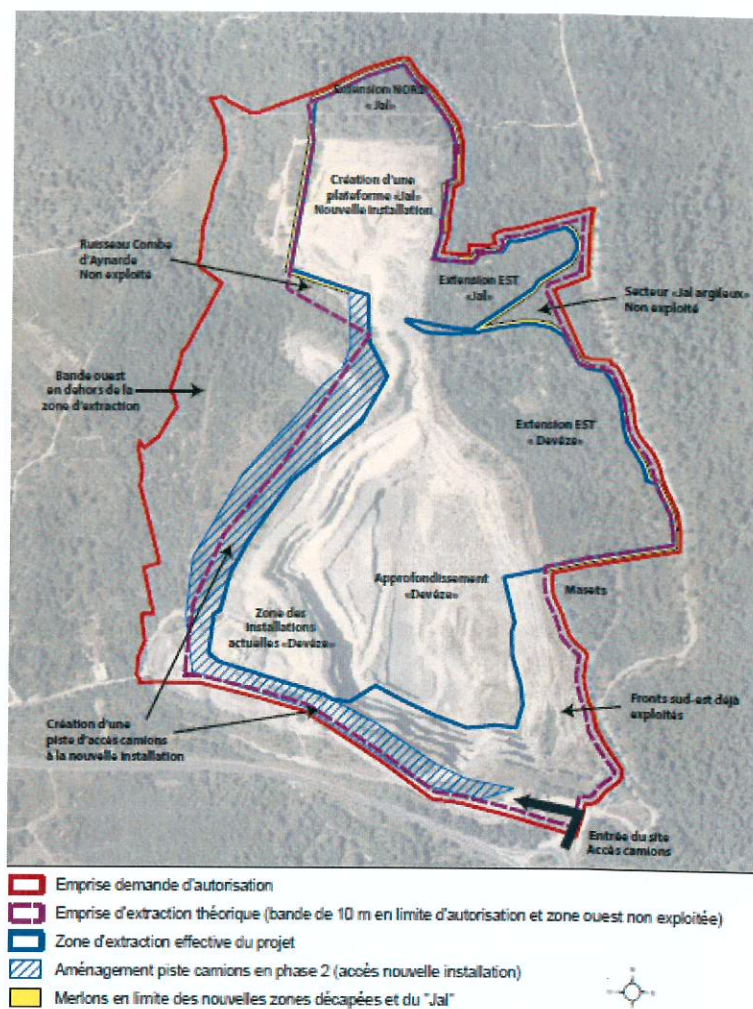 Extension NORD
«Jal»
Création d'une
plateforme «Jal»
Nouvelle Installation
Ruisseau Combe
d'Aynarde
Non exploité
Extension EST
«Jal»
Secteur «Jal argileux»
Non exploité
Bande ouest
en dehors de la
zone d'extraction
Extension EST
«Devèze»
Approfondissement
«Devèze»
Masets
Zone des
installations
actuelles «Devèze»
Fronts sud-est déjà
exploités
Création d'une
piste d'accès camions
à la nouvelle installation
Entrée du site
Accès camions
Emprise demande d'autorisation
Emprise d'extraction théorique (bande de 10 m en limite d'autorisation et zone ouest non exploitée)
Zone d'extraction effective du projet
Aménagement piste camions en phase 2 (accès nouvelle installation)
Merlons en limite des nouvelles zones décapées et du "Jal"